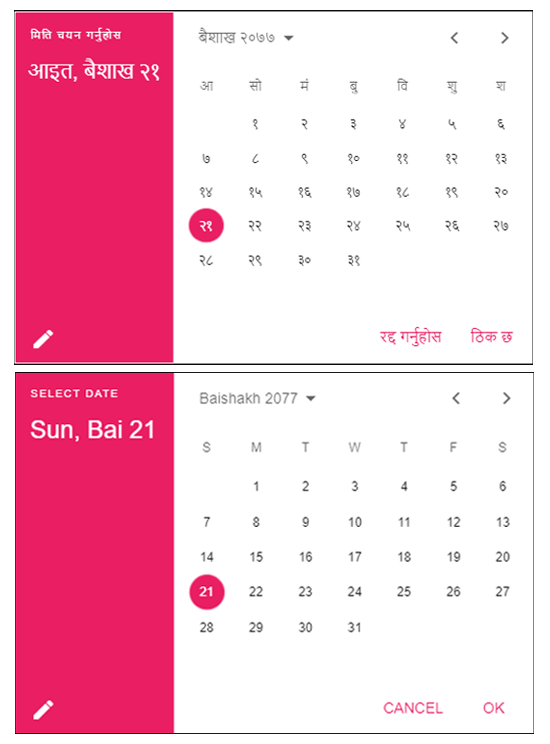 मिति चयन गर्नुहोस
आइत, बैशाख २१
बैशाख २०७७
आ सो मं बु वि शु श
१ २ ३ ४ ५ ६
७ ८ ९ १० ११ १२ १३
१४ १५ १६ १७ १८ १९ २०
२१ २२ २३ २४ २५ २६ २७
२८ २९ ३० ३१
रद्द गर्नुहोस ठिक छ
SELECT DATE
Sun, Bai 21
Baishakh 2077
S M T W T F S
1 2 3 4 5 6
7 8 9 10 11 12 13
14 15 16 17 18 19 20
21 22 23 24 25 26 27
28 29 30 31
CANCEL OK